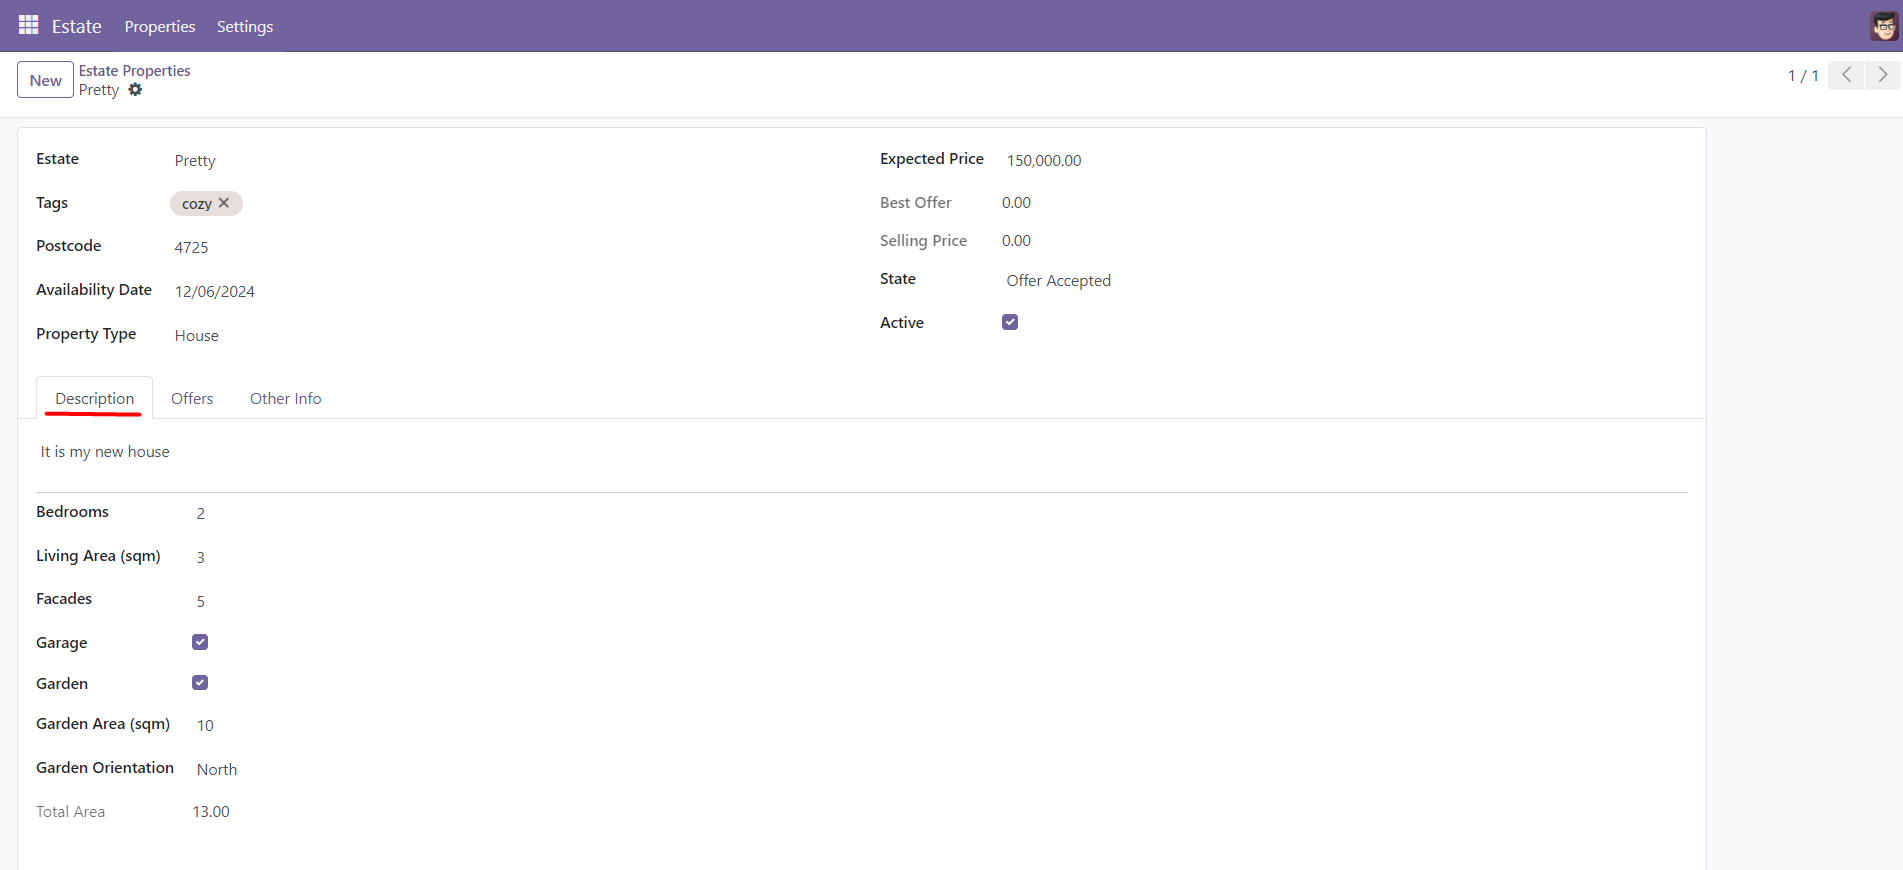 Estate Properties Settings
New
Estate Properties
Pretty
1 / 1
Estate Pretty
Tags cozy
Postcode 4725
Availability Date 12/06/2024
Property Type House
Expected Price 150,000.00
Best Offer 0.00
Selling Price 0.00
State Offer Accepted
Active
Description Offers Other Info
It is my new house
Bedrooms 2
Living Area (sqm) 3
Facades 5
Garage
Garden
Garden Area (sqm) 10
Garden Orientation North
Total Area 13.00